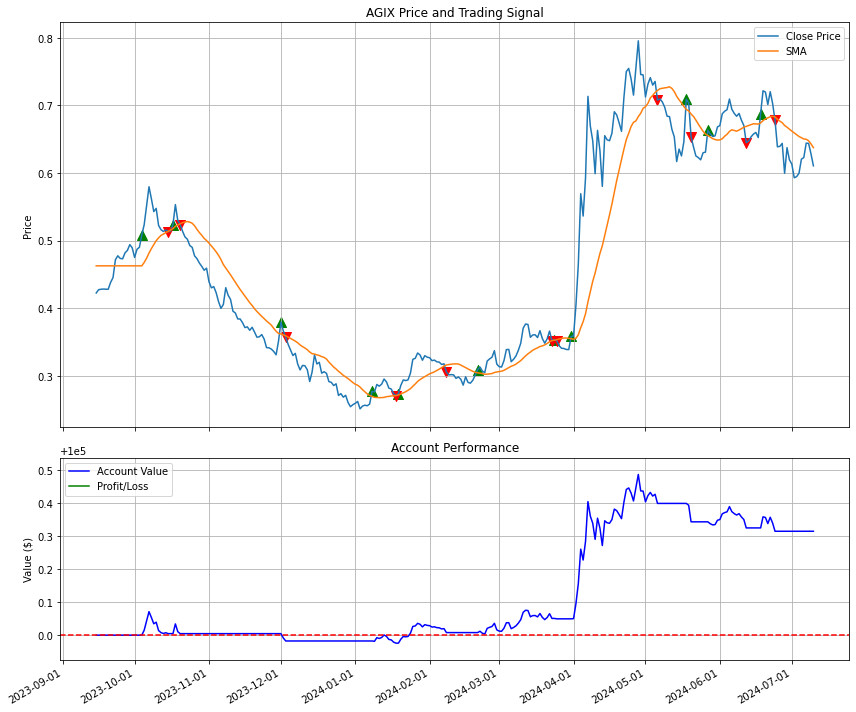 AGIX Price and Trading Signal
0.8
0.7
0.6
0.5
0.4
0.3
Price
Close Price
SMA
Account Performance
+1e5
0.5
0.4
0.3
0.2
0.1
0.0
Value ($)
Account Value
Profit/Loss
2023-09-01
2023-10-01
2023-11-01
2023-12-01
2024-01-01
2024-02-01
2024-03-01
2024-04-01
2024-05-01
2024-06-01
2024-07-01